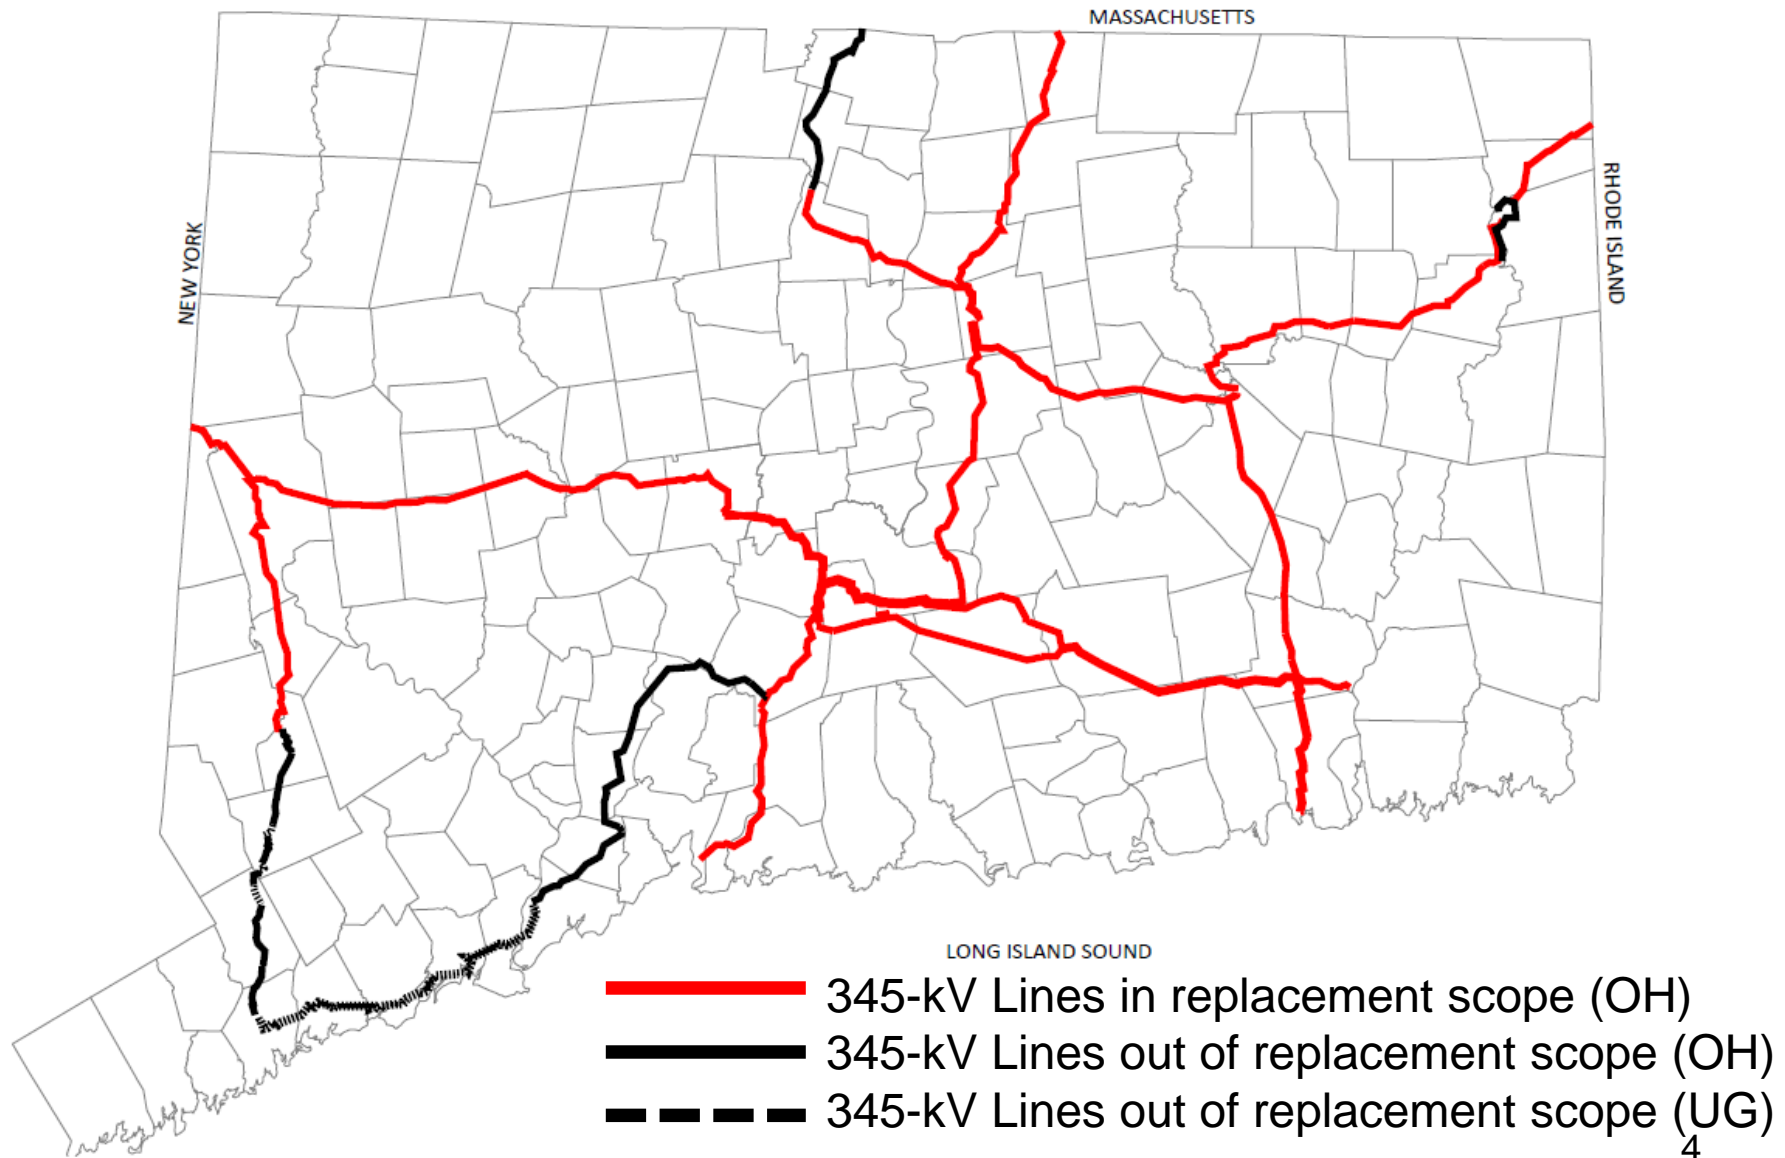 MASSACHUSETTS
RHODE ISLAND
NEW YORK
LONG ISLAND SOUND
345-kV Lines in replacement scope (OH)
345-kV Lines out of replacement scope (OH)
345-kV Lines out of replacement scope (UG)
4